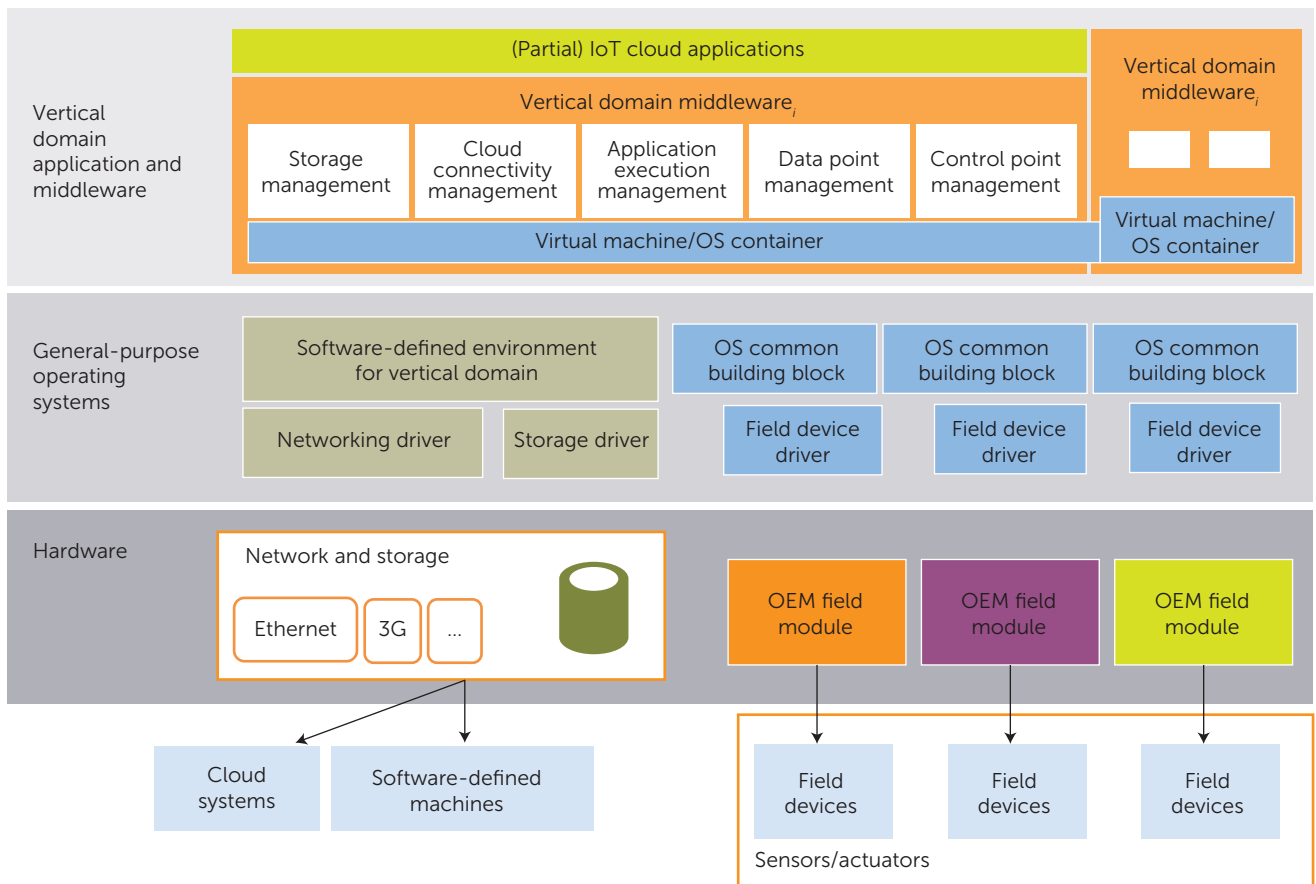 (Partial) IoT cloud applications
Vertical
domain
application and
middleware
Vertical domain middlewareᵢ
Storage
management
Cloud
connectivity
management
Application
execution
management
Data point
management
Control point
management
Virtual machine/OS container
Vertical domain
middlewareᵢ
Virtual machine/
OS container
General-purpose
operating
systems
Software-defined environment
for vertical domain
OS common
building block
OS common
building block
OS common
building block
Networking driver
Storage driver
Field device
driver
Field device
driver
Field device
driver
Hardware
Network and storage
Ethernet
3G
...
OEM field
module
OEM field
module
OEM field
module
Cloud
systems
Software-defined
machines
Field
devices
Field
devices
Field
devices
Sensors/actuators